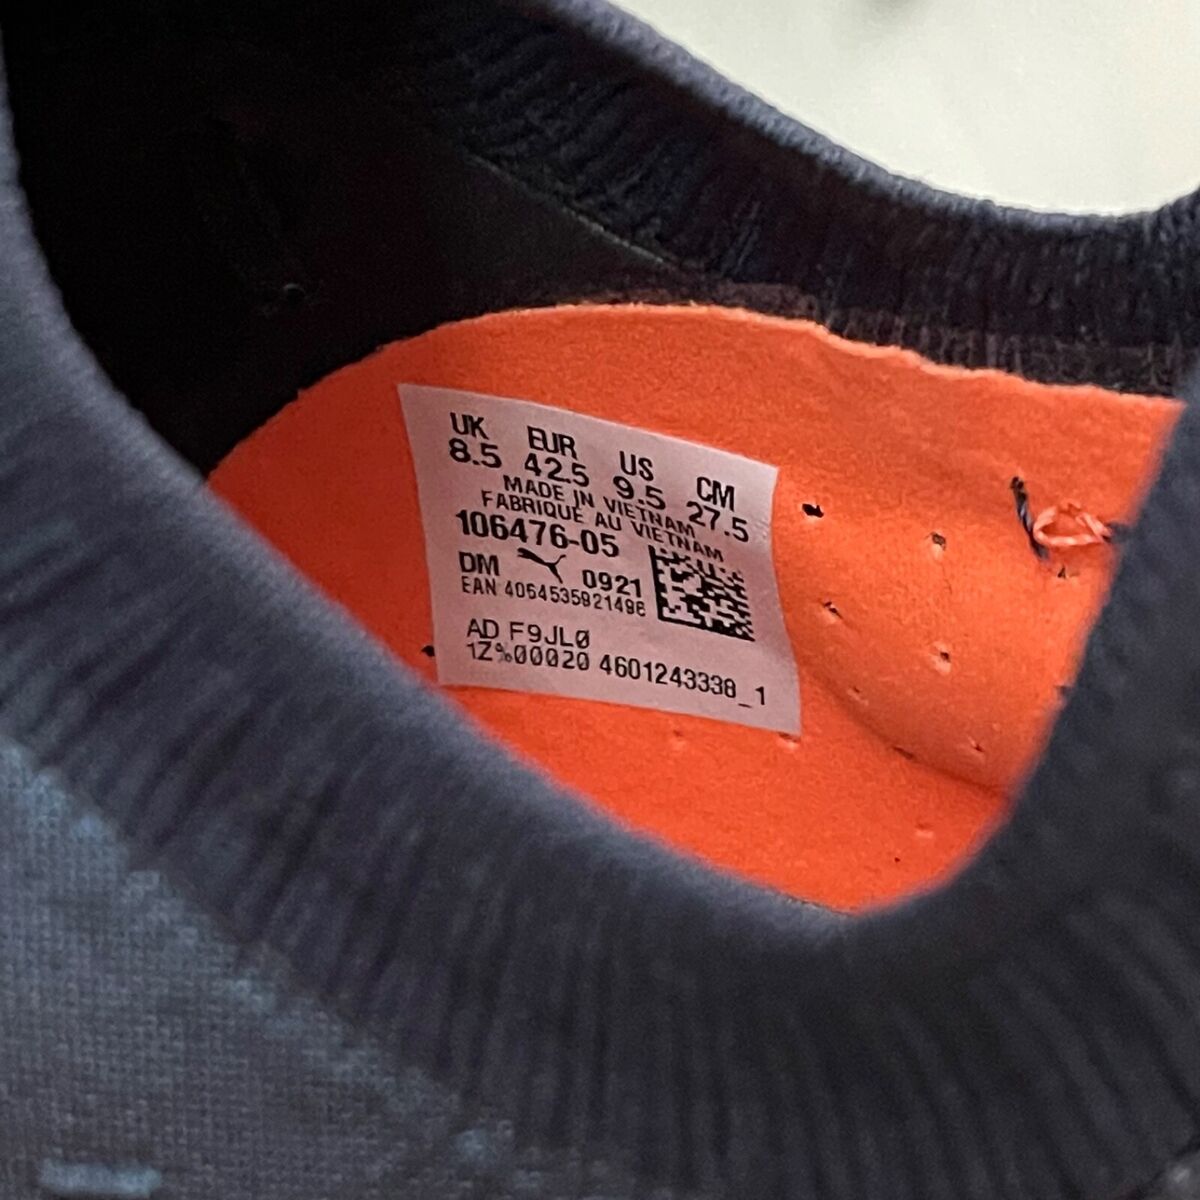 UK EUR US CM
8.5 42.5 9.5 27.5
MADE IN VIETNAM
FABRIQUE AU VIETNAM
106476-05
DM 0921
EAN 4064535921496
AD F9JL0
1Z%00020 4601243338_1